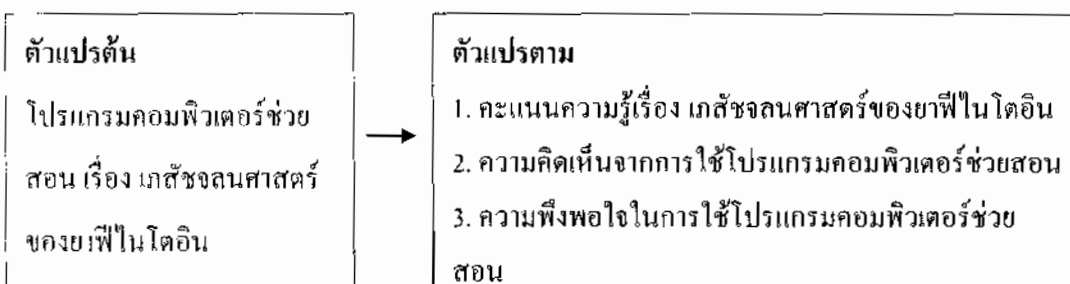 ตัวแปรต้น
โปรแกรมคอมพิวเตอร์ช่วย
สอน เรื่อง เภสัชจลนศาสตร์
ของยาฟีไนโตอิน
ตัวแปรตาม
1. คะแนนความรู้เรื่อง เภสัชจลนศาสตร์ของยาฟีไนโตอิน
2. ความคิดเห็นจากการใช้โปรแกรมคอมพิวเตอร์ช่วยสอน
3. ความพึงพอใจในการใช้โปรแกรมคอมพิวเตอร์ช่วย
สอน